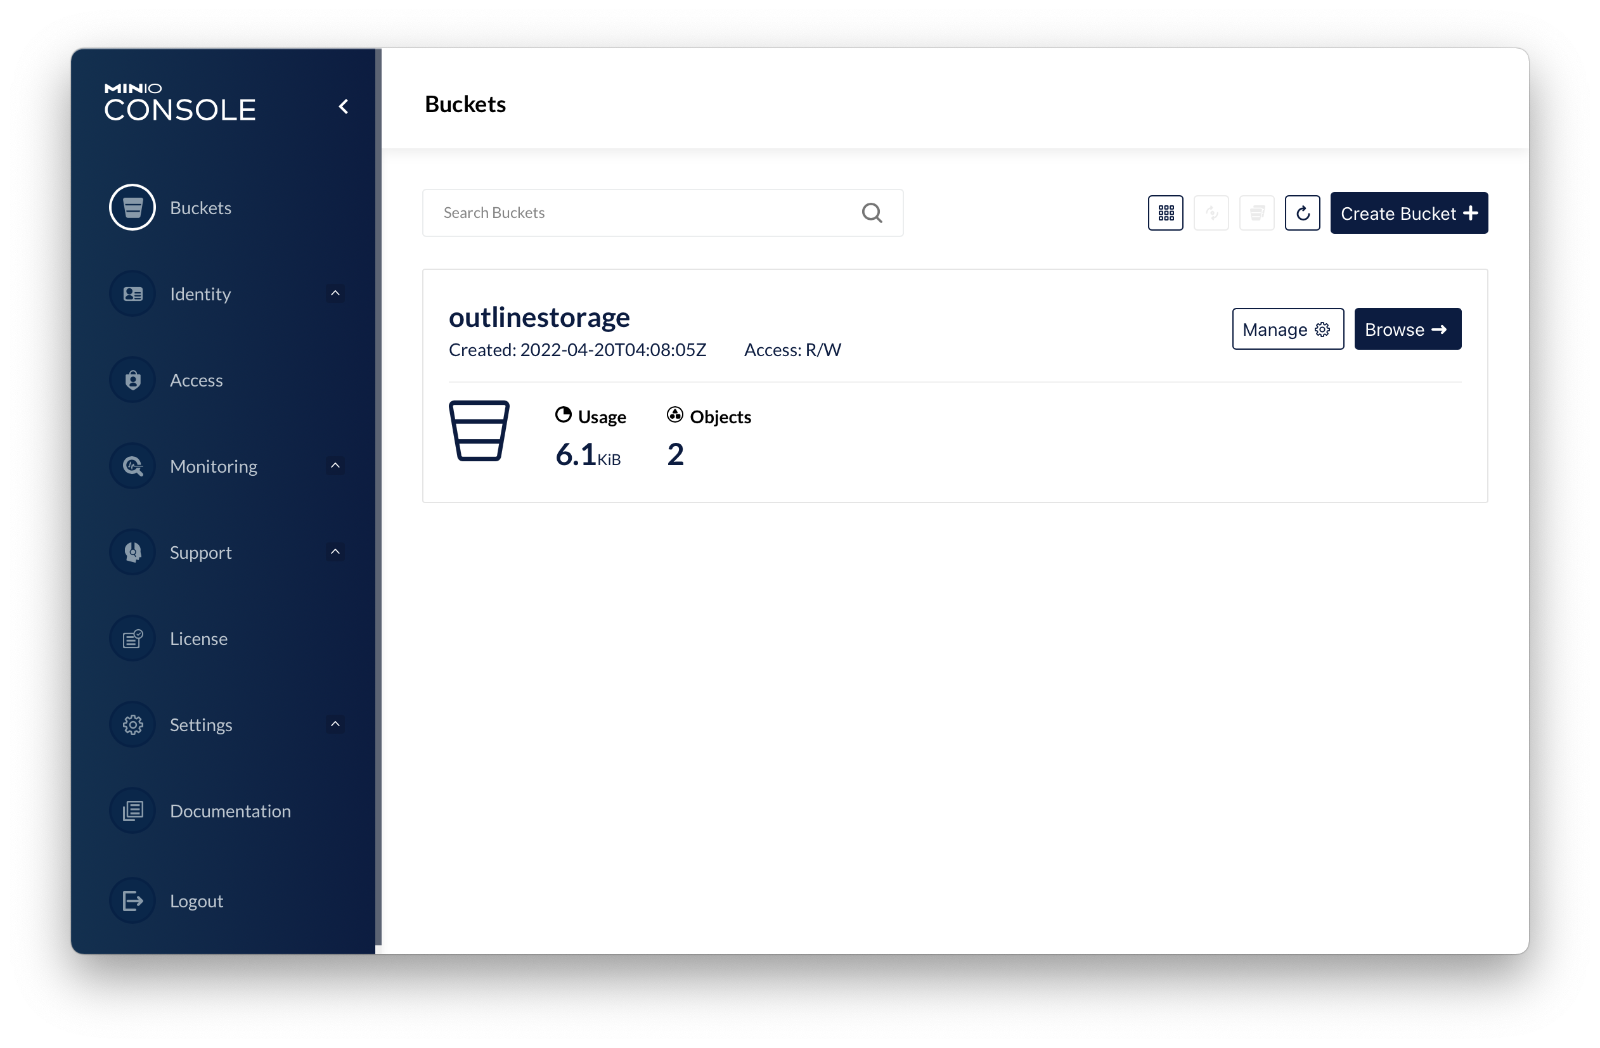 MINIO
CONSOLE
Buckets
Identity
Access
Monitoring
Support
License
Settings
Documentation
Logout
Buckets
Search Buckets
Create Bucket
outlinestorage
Created: 2022-04-20T04:08:05Z Access: R/W
Manage
Browse
Usage Objects
6.1KiB 2